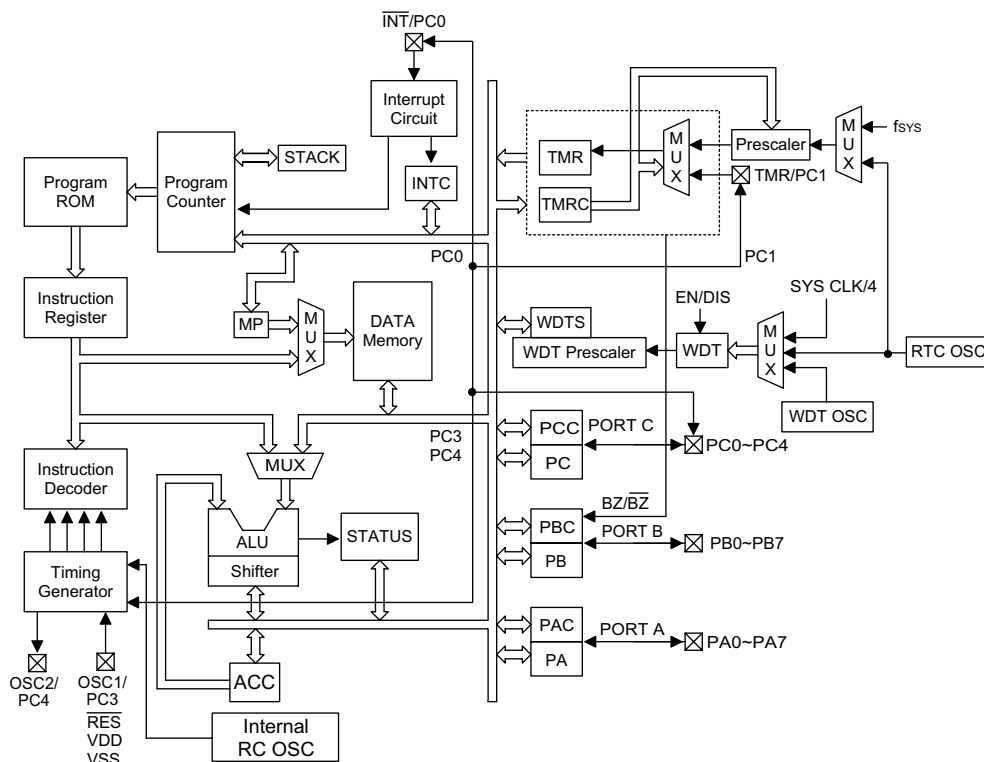 INT/PC0
Interrupt
Circuit
STACK
INTC
Program
ROM
Program
Counter
Instruction
Register
MP
M
U
X
DATA
Memory
PC0
TMR
TMRC
M
U
X
Prescaler
TMR/PC1
M
U
X
fSYS
PC1
SYS CLK/4
EN/DIS
WDTS
WDT Prescaler
WDT
M
U
X
RTC OSC
WDT OSC
PC3
PC4
PCC
PC
PORT C
PC0~PC4
BZ/BZ
PBC
PB
PORT B
PB0~PB7
PAC
PA
PORT A
PA0~PA7
Instruction
Decoder
MUX
ALU
Shifter
STATUS
Timing
Generator
ACC
OSC2/
PC4
OSC1/
PC3
RES
VDD
VSS
Internal
RC OSC